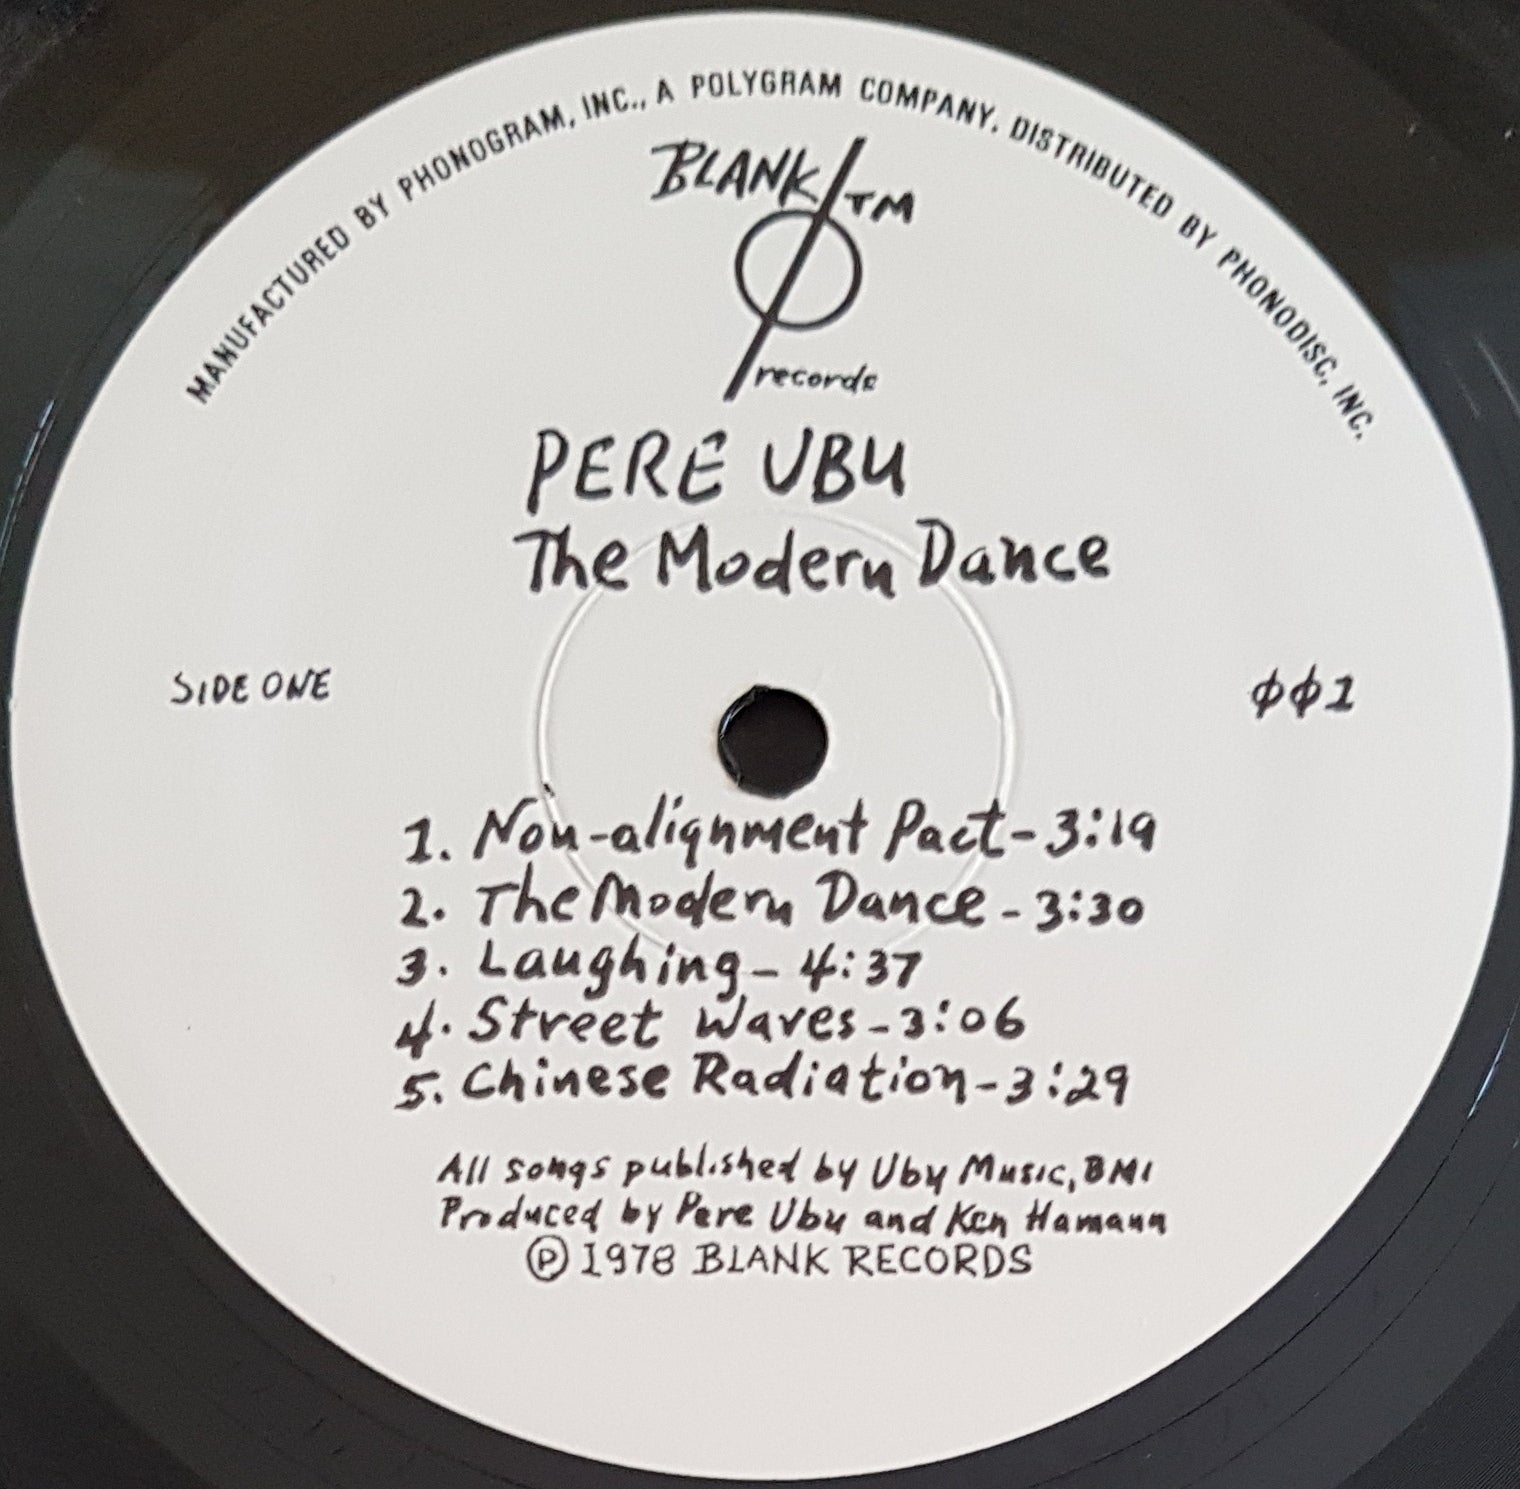 MANUFACTURED BY PHONOGRAM, INC., A POLYGRAM COMPANY. DISTRIBUTED BY PHONODISC, INC.
BLANK TM
records
PERE UBU
The Modern Dance
SIDE ONE
φφ1
1. Non-alignment Pact - 3:19
2. The Modern Dance - 3:30
3. Laughing - 4:37
4. Street Waves - 3:06
5. Chinese Radiation - 3:29
All songs published by Ubu Music, BMI
Produced by Pere Ubu and Ken Hamann
℗ 1978 BLANK RECORDS